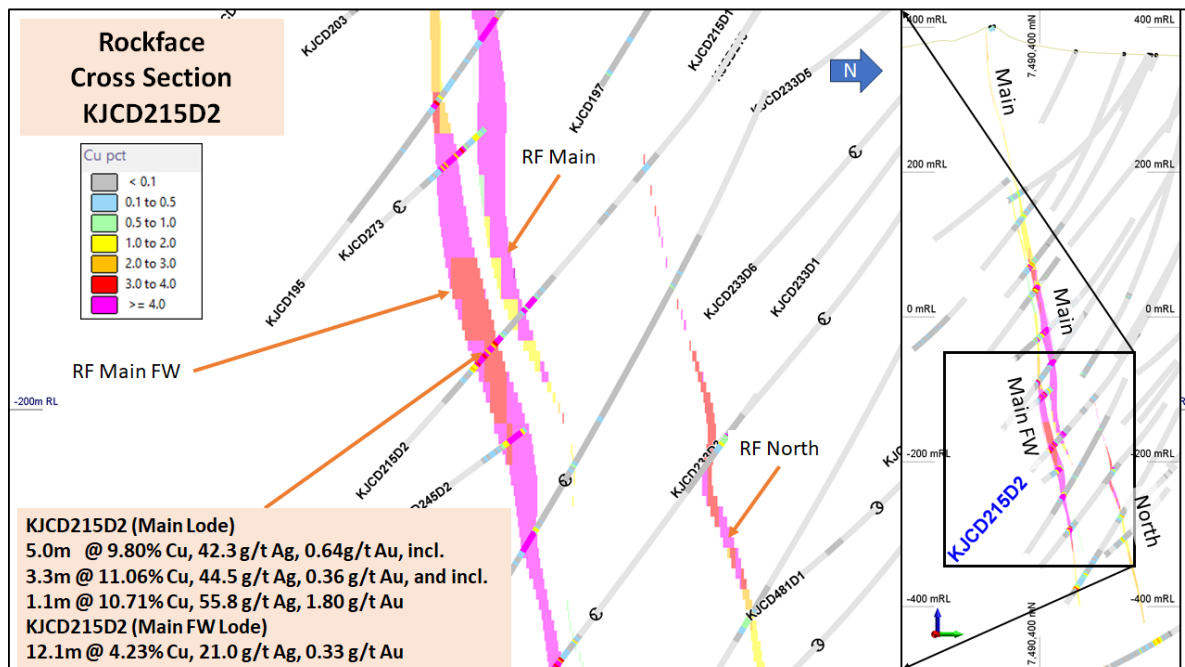 Rockface
Cross Section
KJCD215D2
Cu pct
< 0.1
0.1 to 0.5
0.5 to 1.0
1.0 to 2.0
2.0 to 3.0
3.0 to 4.0
>= 4.0
KJCD203
KJCD215D1
KJCD197
KJCD233D5
N
RF Main
KJCD273
KJCD195
RF Main FW
-200m RL
KJCD233D6
KJCD233D1
KJCD215D2
KJCD233D3
RF North
KJCD481D1
KJCD215D2 (Main Lode)
5.0m @ 9.80% Cu, 42.3 g/t Ag, 0.64g/t Au, incl.
3.3m @ 11.06% Cu, 44.5 g/t Ag, 0.36 g/t Au, and incl.
1.1m @ 10.71% Cu, 55.8 g/t Ag, 1.80 g/t Au
KJCD215D2 (Main FW Lode)
12.1m @ 4.23% Cu, 21.0 g/t Ag, 0.33 g/t Au
400 mRL
7,490,400 mN
400 mRL
Main
200 mRL
200 mRL
0 mRL
Main
0 mRL
Main FW
-200 mRL
-200 mRL
KJCD215D2
North
-400 mRL
7,490,400 mN
-400 mRL